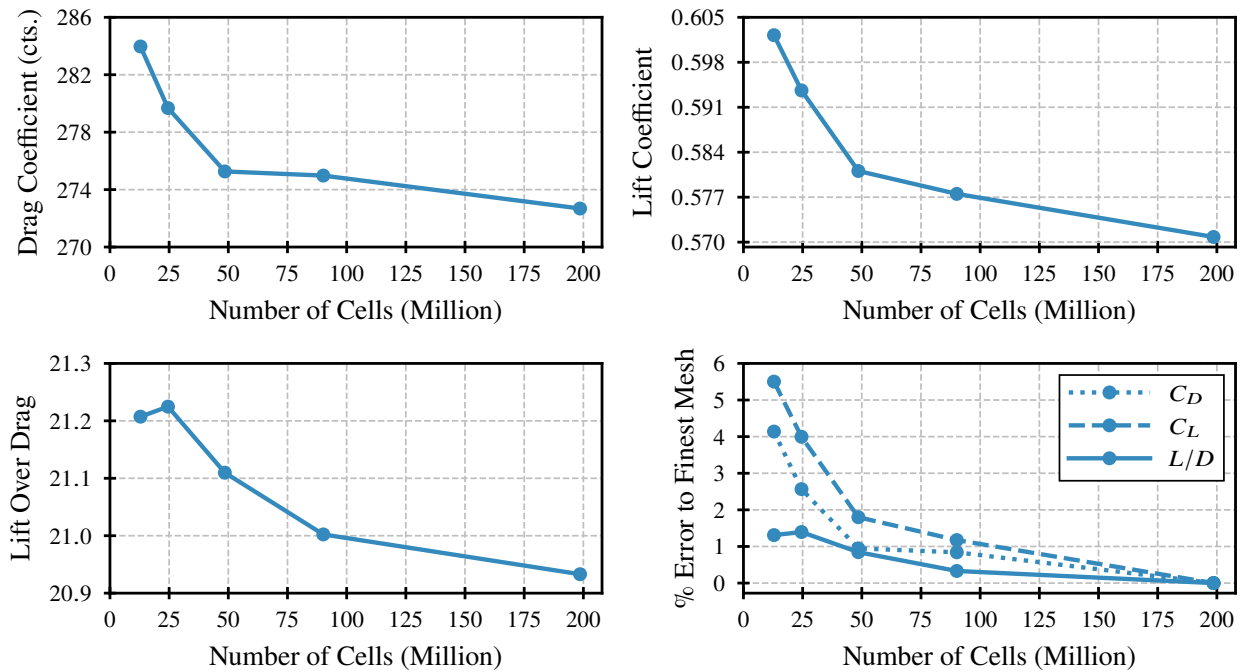 Drag Coefficient (cts.)
286
282
278
274
270
0 25 50 75 100 125 150 175 200
Number of Cells (Million)
Lift Coefficient
0.605
0.598
0.591
0.584
0.577
0.570
0 25 50 75 100 125 150 175 200
Number of Cells (Million)
Lift Over Drag
21.3
21.2
21.1
21.0
20.9
0 25 50 75 100 125 150 175 200
Number of Cells (Million)
% Error to Finest Mesh
6
5
4
3
2
1
0
C_D
C_L
L/D
0 25 50 75 100 125 150 175 200
Number of Cells (Million)